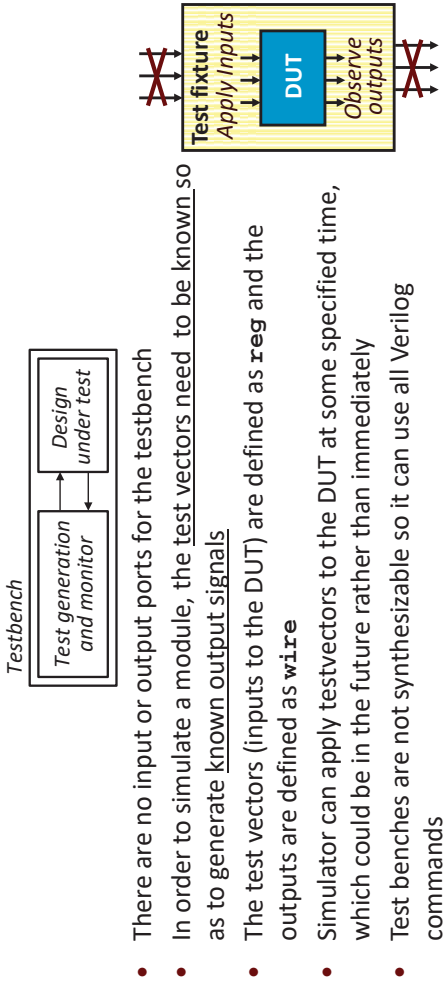 Testbench
Test generation
and monitor
Design
under test
• There are no input or output ports for the testbench
• In order to simulate a module, the test vectors need to be known so
as to generate known output signals
• The test vectors (inputs to the DUT) are defined as reg and the
outputs are defined as wire
• Simulator can apply testvectors to the DUT at some specified time,
which could be in the future rather than immediately
• Test benches are not synthesizable so it can use all Verilog
commands
Test fixture
Apply Inputs
DUT
Observe
outputs